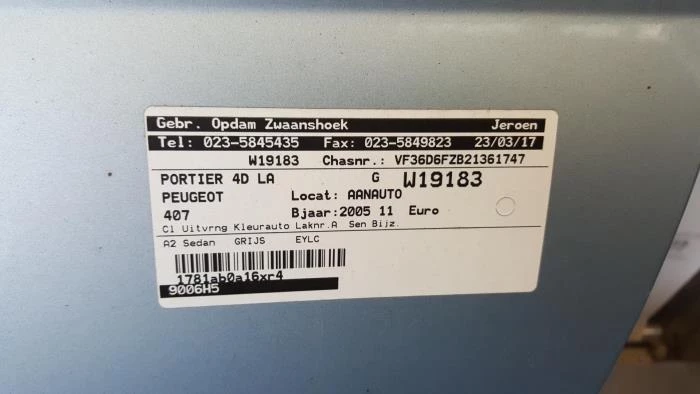 Gebr. Opdam Zwaanshoek Jeroen
Tel: 023-5845435 Fax: 023-5849823 23/03/17
W19183 Chasnr.: VF36D6FZB21361747
PORTIER 4D LA G W19183
PEUGEOT Locat: AANAUTO
407 Bjaar: 2005 11 Euro
Cl Uitvrng Kleurauto Laknr.A Sen Bijz.
A2 Sedan GRIJS EYLC
1781ab0a16xr4
9006H5